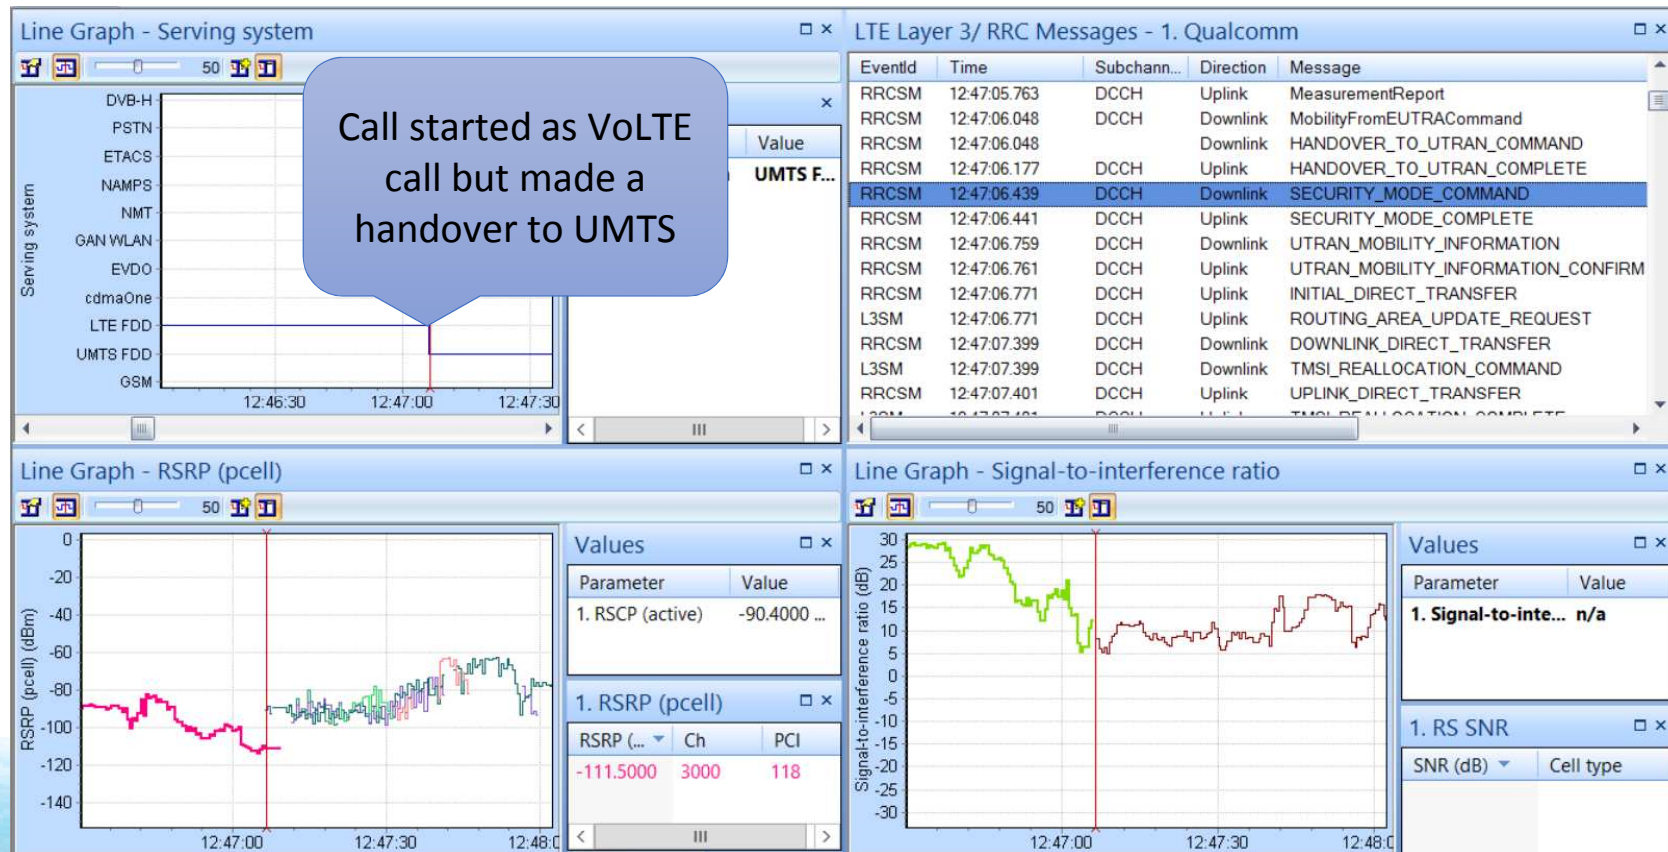 Line Graph - Serving system
50
Call started as VoLTE
call but made a
handover to UMTS
Value
UMTS F...
Serving system
DVB-H
PSTN
ETACS
NAMPS
NMT
GAN WLAN
EVDO
cdmaOne
LTE FDD
UMTS FDD
GSM
12:46:30 12:47:00 12:47:30
LTE Layer 3/ RRC Messages - 1. Qualcomm
EventId Time Subchann... Direction Message
RRCSM 12:47:05.763 DCCH Uplink MeasurementReport
RRCSM 12:47:06.048 DCCH Downlink MobilityFromEUTRACommand
RRCSM 12:47:06.048 Downlink HANDOVER_TO_UTRAN_COMMAND
RRCSM 12:47:06.177 DCCH Uplink HANDOVER_TO_UTRAN_COMPLETE
RRCSM 12:47:06.439 DCCH Downlink SECURITY_MODE_COMMAND
RRCSM 12:47:06.441 DCCH Uplink SECURITY_MODE_COMPLETE
RRCSM 12:47:06.759 DCCH Downlink UTRAN_MOBILITY_INFORMATION
RRCSM 12:47:06.761 DCCH Uplink UTRAN_MOBILITY_INFORMATION_CONFIRM
RRCSM 12:47:06.771 DCCH Uplink INITIAL_DIRECT_TRANSFER
L3SM 12:47:06.771 DCCH Uplink ROUTING_AREA_UPDATE_REQUEST
RRCSM 12:47:07.399 DCCH Downlink DOWNLINK_DIRECT_TRANSFER
L3SM 12:47:07.399 DCCH Downlink TMSI_REALLOCATION_COMMAND
RRCSM 12:47:07.401 DCCH Uplink UPLINK_DIRECT_TRANSFER
Line Graph - RSRP (pcell)
50
RSRP (pcell) (dBm)
0
-20
-40
-60
-80
-100
-120
-140
12:47:00 12:47:30 12:48:0
Values
Parameter Value
1. RSCP (active) -90.4000 ...
1. RSRP (pcell)
RSRP (... Ch PCI
-111.5000 3000 118
Line Graph - Signal-to-interference ratio
50
Signal-to-interference ratio (dB)
30
25
20
15
10
5
0
-5
-10
-15
-20
-25
-30
12:47:00 12:47:30 12:48:0
Values
Parameter Value
1. Signal-to-inte... n/a
1. RS SNR
SNR (dB) Cell type